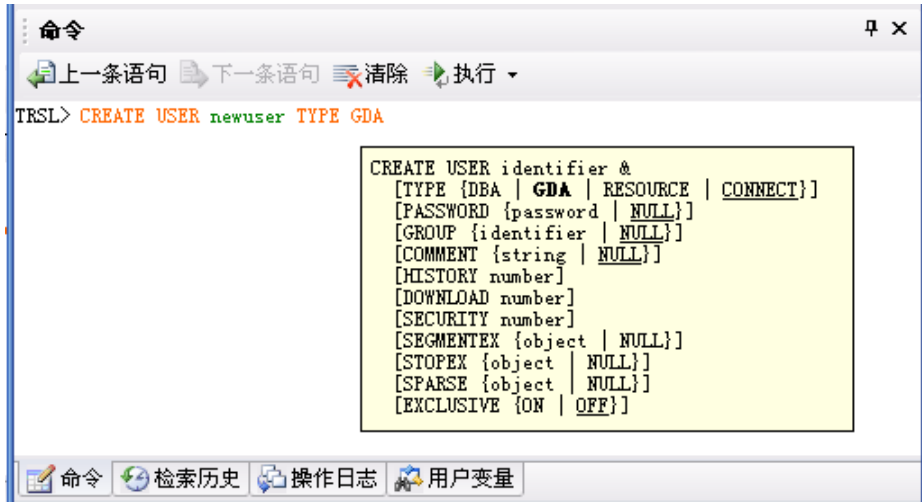 命令
上一条语句 下一条语句 清除 执行
TRSL> CREATE USER newuser TYPE GDA
CREATE USER identifier &
[TYPE {DBA | GDA | RESOURCE | CONNECT}]
[PASSWORD {password | NULL}]
[GROUP {identifier | NULL}]
[COMMENT {string | NULL}]
[HISTORY number]
[DOWNLOAD number]
[SECURITY number]
[SEGMENTEX {object | NULL}]
[STOPEX {object | NULL}]
[SPARSE {object | NULL}]
[EXCLUSIVE {ON | OFF}]
命令 检索历史 操作日志 用户变量